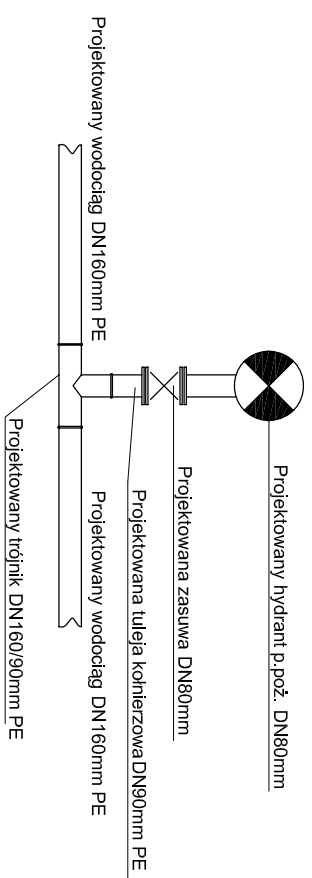 Projektowany hydrant p.poż. DN80mm
Projektowana zasuwa DN80mm
Projektowana tuleja kołnierzowa DN90mm PE
Projektowany wodociąg DN160mm PE
Projektowany wodociąg DN160mm PE
Projektowany trójnik DN160/90mm PE